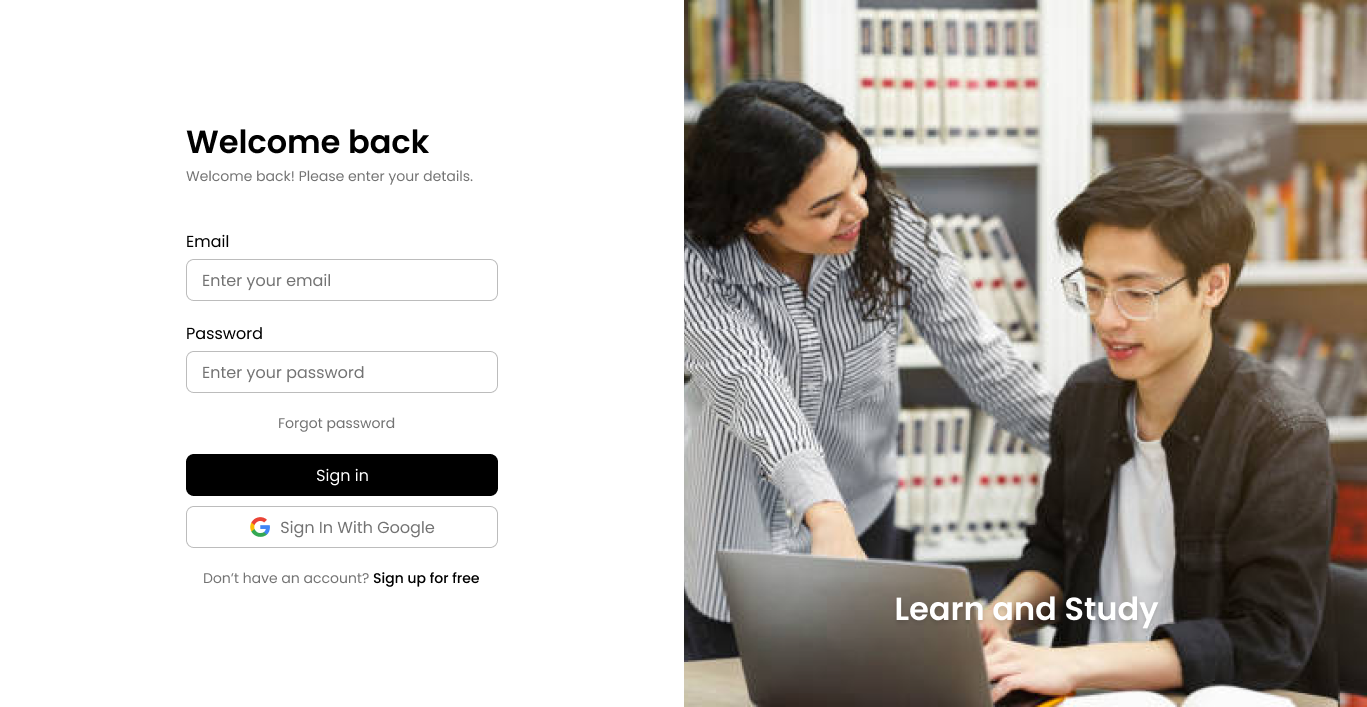 Welcome back
Welcome back! Please enter your details.
Email
Enter your email
Password
Enter your password
Forgot password
Sign in
Sign In With Google
Don’t have an account? Sign up for free
Learn and Study